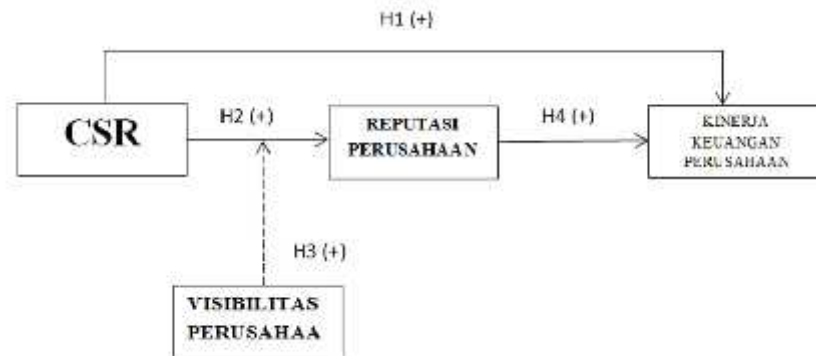 H1 (+)
CSR
H2 (+)
REPUTASI
PERUSAHAAN
H4 (+)
KINERJA
KEUANGAN
PERUSAHAAN
H3 (+)
VISIBILITAS
PERUSAHAA